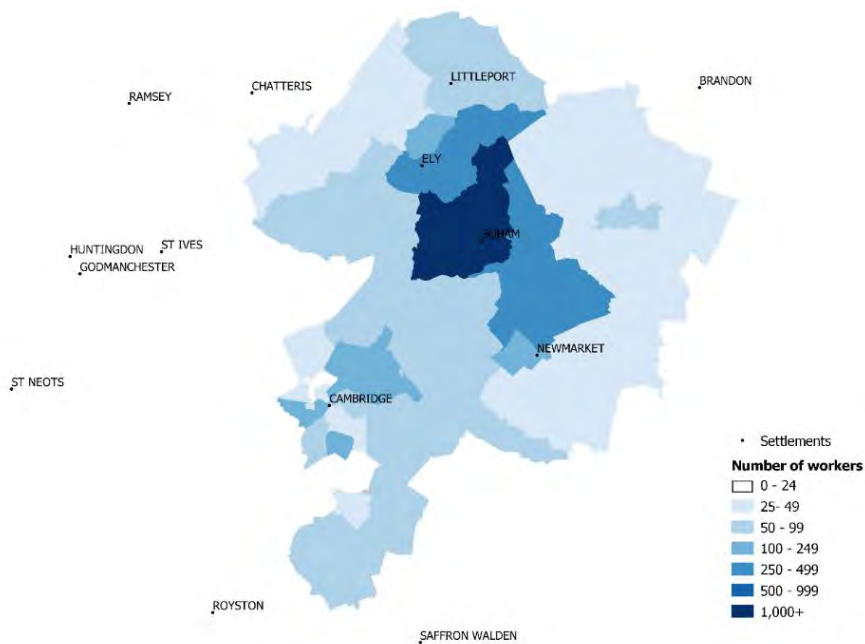 LITTLEPORT
BRANDON
CHATTERIS
RAMSEY
ELY
SOHAM
ST IVES
HUNTINGDON
GODMANCHESTER
NEWMARKET
ST NEOTS
CAMBRIDGE
Settlements
Number of workers
0 - 24
25- 49
50 - 99
100 - 249
250 - 499
500 - 999
1,000+
ROYSTON
SAFFRON WALDEN